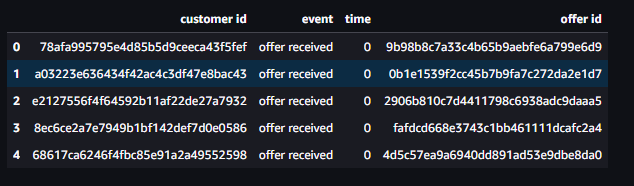 customer id event time offer id
0 78afa995795e4d85b5d9ceeca43f5fef offer received 0 9b98b8c7a33c4b65b9aebfe6a799e6d9
1 a03223e636434f42ac4c3df47e8bac43 offer received 0 0b1e1539f2cc45b7b9fa7c272da2e1d7
2 e2127556f4f64592b11af22de27a7932 offer received 0 2906b810c7d4411798c6938adc9daaa5
3 8ec6ce2a7e7949b1bf142def7d0e0586 offer received 0 fafdcd668e3743c1bb461111dcafc2a4
4 68617ca6246f4fbc85e91a2a49552598 offer received 0 4d5c57ea9a6940dd891ad53e9dbe8da0